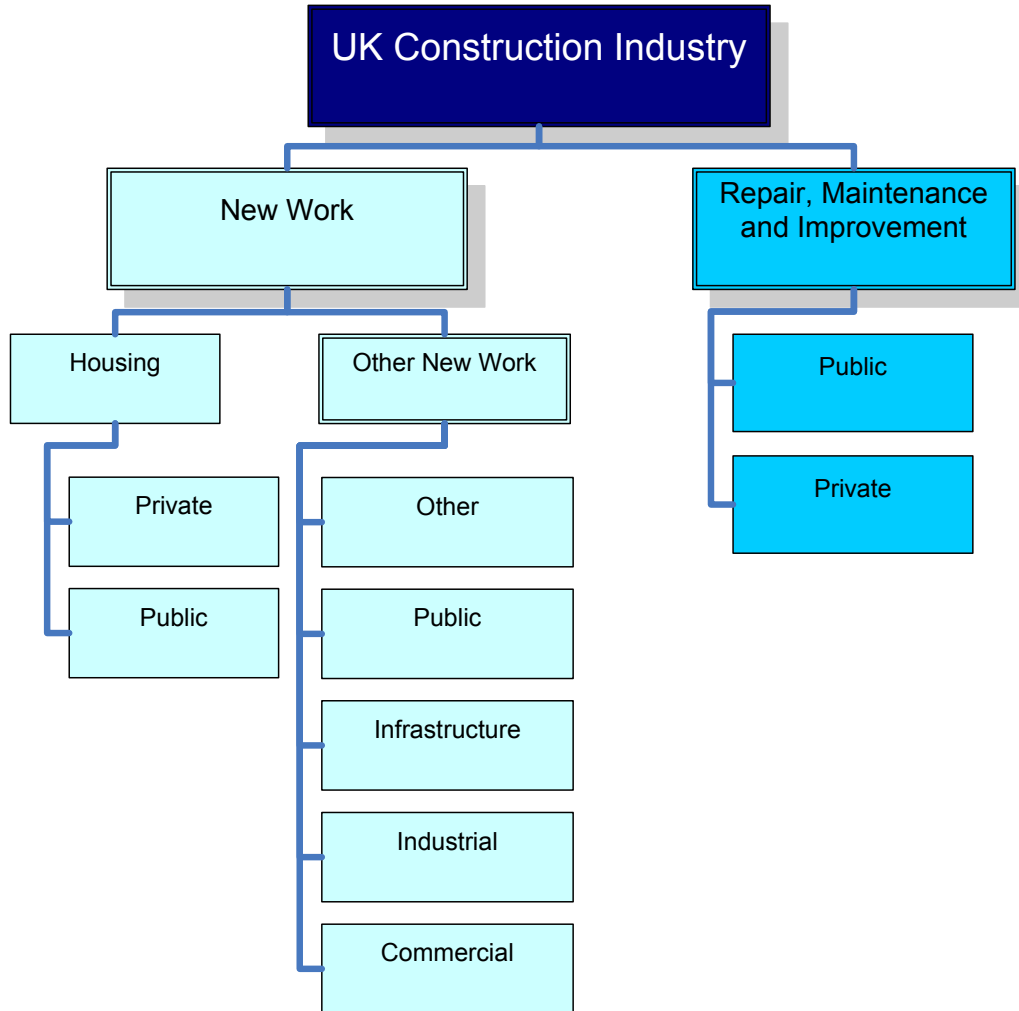 UK Construction Industry
New Work
Repair, Maintenance
and Improvement
Housing
Other New Work
Public
Private
Private
Public
Other
Public
Infrastructure
Industrial
Commercial